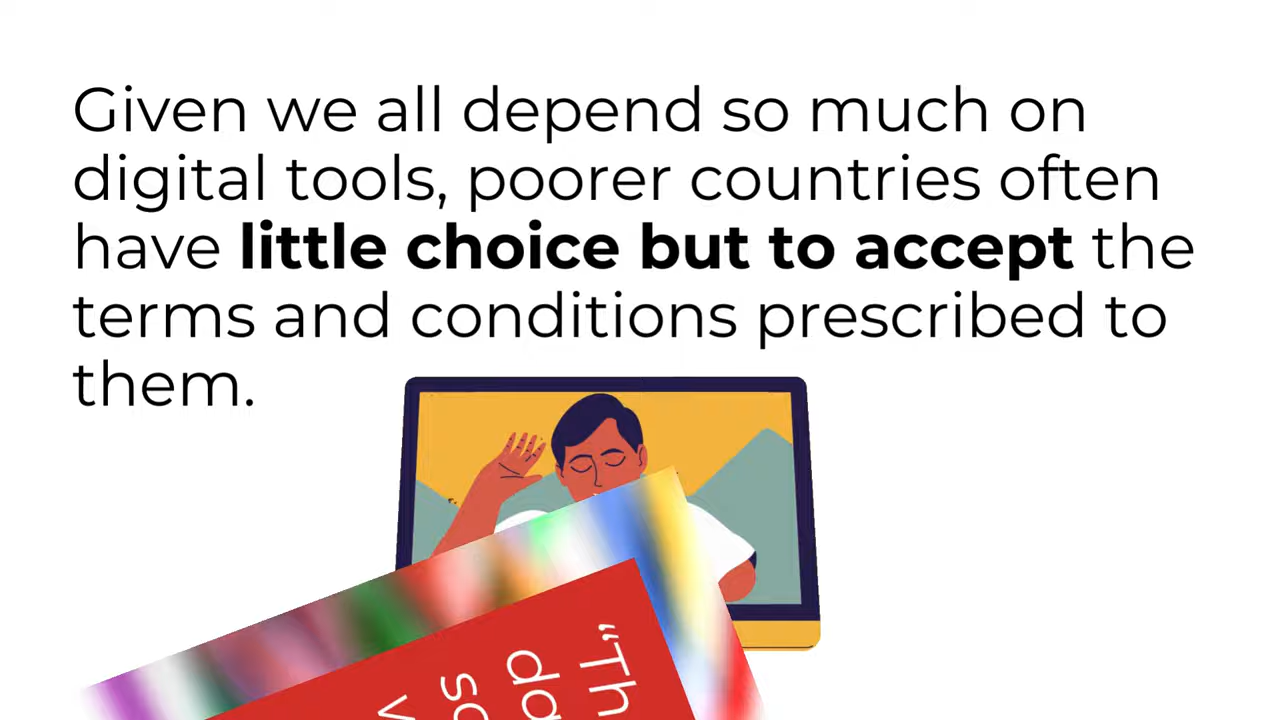 Given we all depend so much on
digital tools, poorer countries often
have little choice but to accept the
terms and conditions prescribed to
them.